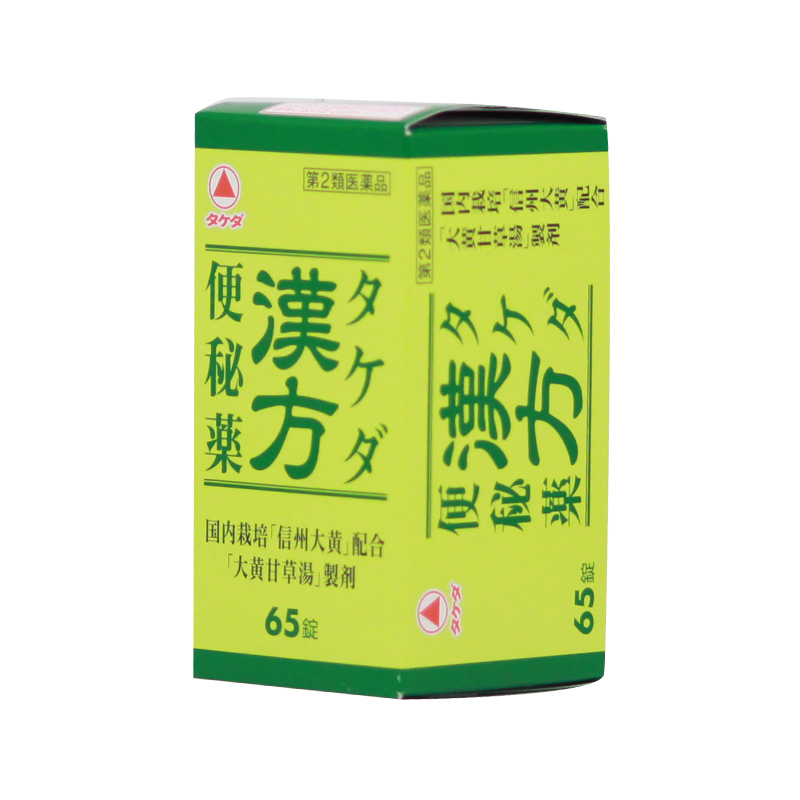 第2類医薬品
タケダ
タケダ
漢方
便秘薬
国内栽培「信州大黄」配合
「大黄甘草湯」製剤
65錠
第2類医薬品
国内栽培「信州大黄」配合
「大黄甘草湯」製剤
タケダ
漢方
便秘薬
タケダ
65錠